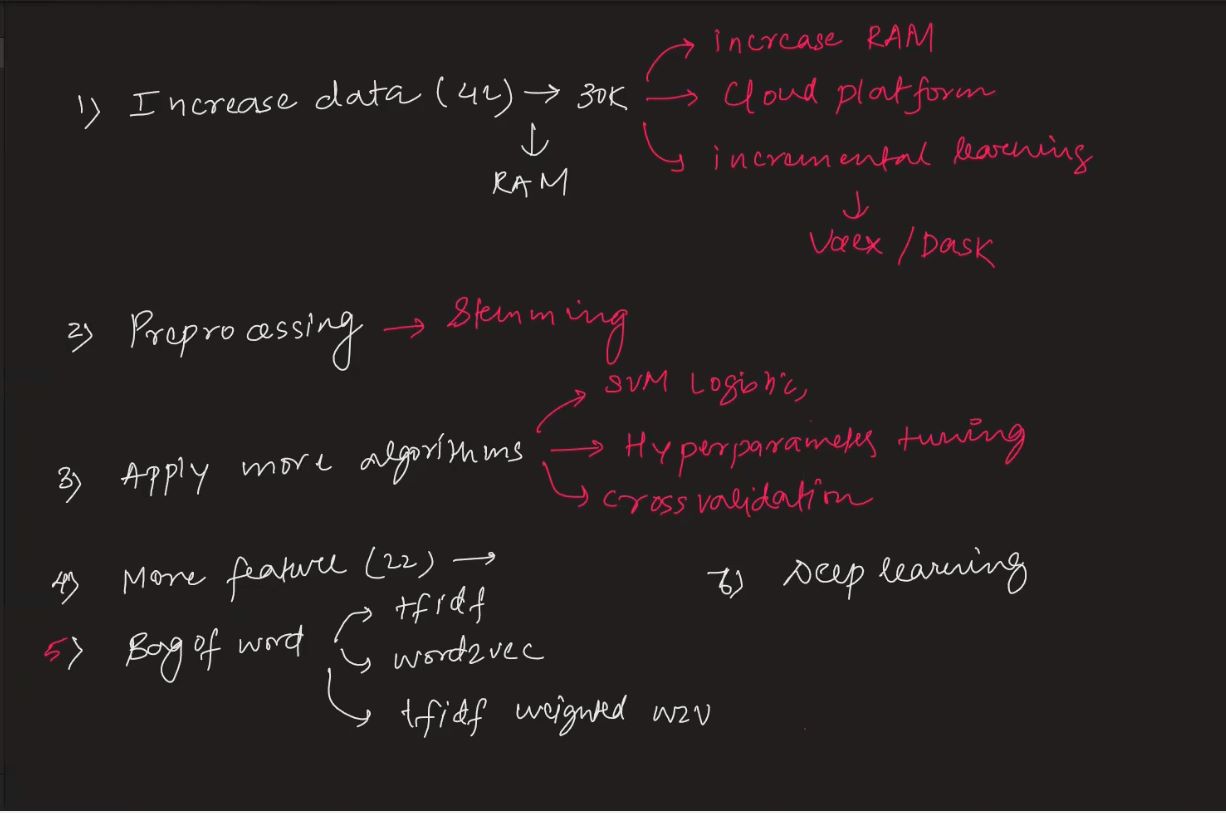 increase RAM
1) Increase data (4L) → 30K → Cloud platform
incremental learning
RAM
Vaex / Dask
2) Preprocessing → Stemming
SVM Logistic,
3) Apply more algorithms → Hyperparameter tuning
cross validation
4) More feature (22) →
6) Deep learning
tfidf
5) Bag of word
word2vec
tfidf weighted w2v